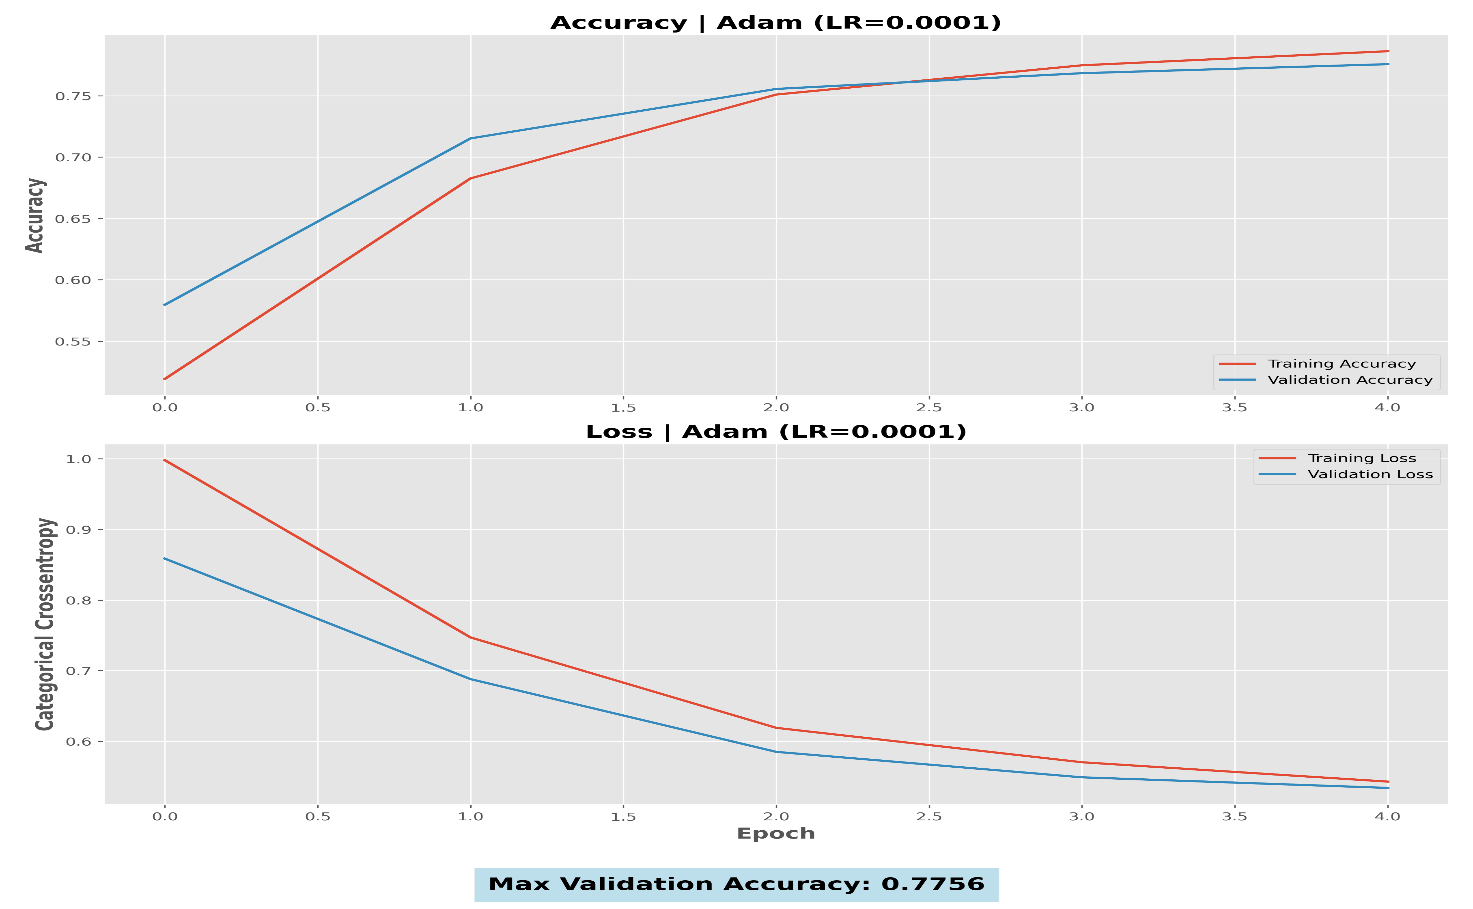 Accuracy | Adam (LR=0.0001)
Accuracy
0.75
0.70
0.65
0.60
0.55
Training Accuracy
Validation Accuracy
0.0 0.5 1.0 1.5 2.0 2.5 3.0 3.5 4.0
Loss | Adam (LR=0.0001)
Categorical Crossentropy
1.0
0.9
0.8
0.7
0.6
Training Loss
Validation Loss
0.0 0.5 1.0 1.5 2.0 2.5 3.0 3.5 4.0
Epoch
Max Validation Accuracy: 0.7756